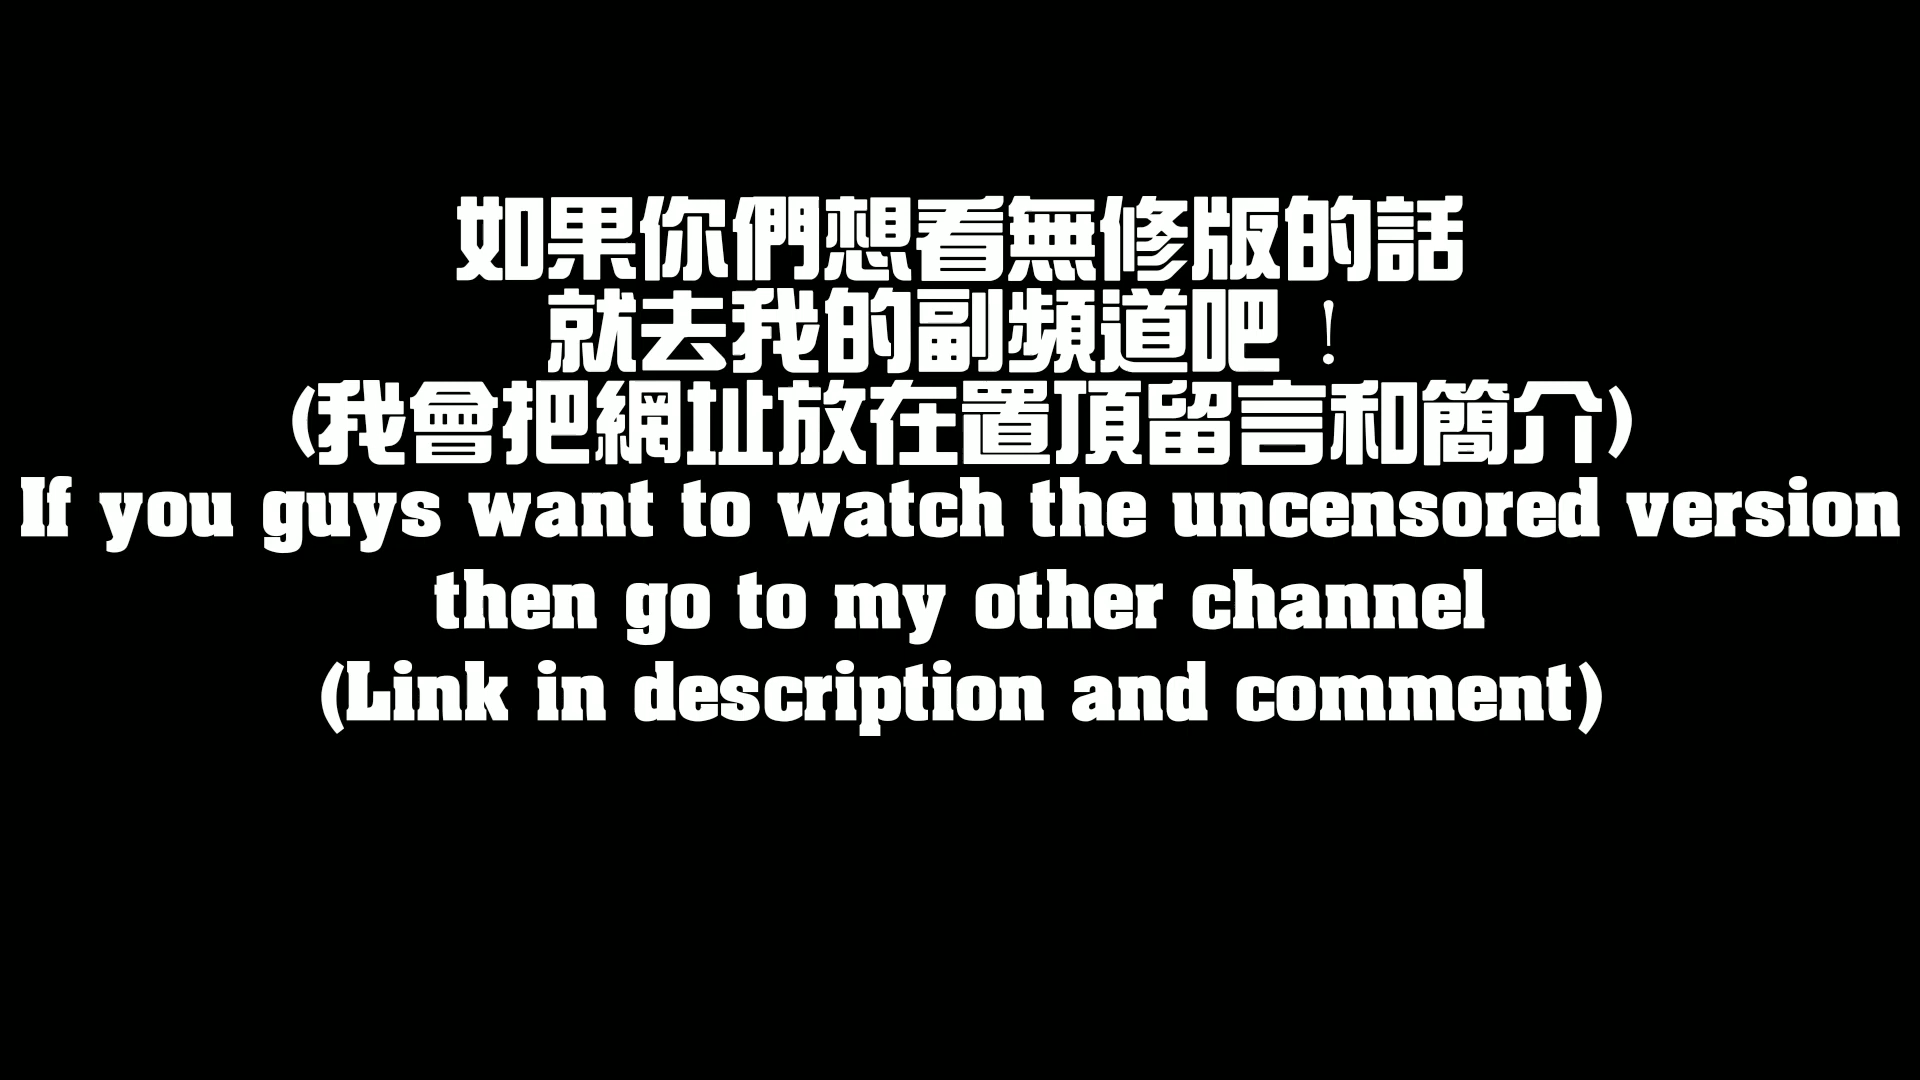 如果你們想看無修版的話
就去我的副頻道吧！
(我會把網址放在置頂留言和簡介)
If you guys want to watch the uncensored version
then go to my other channel
(Link in description and comment)